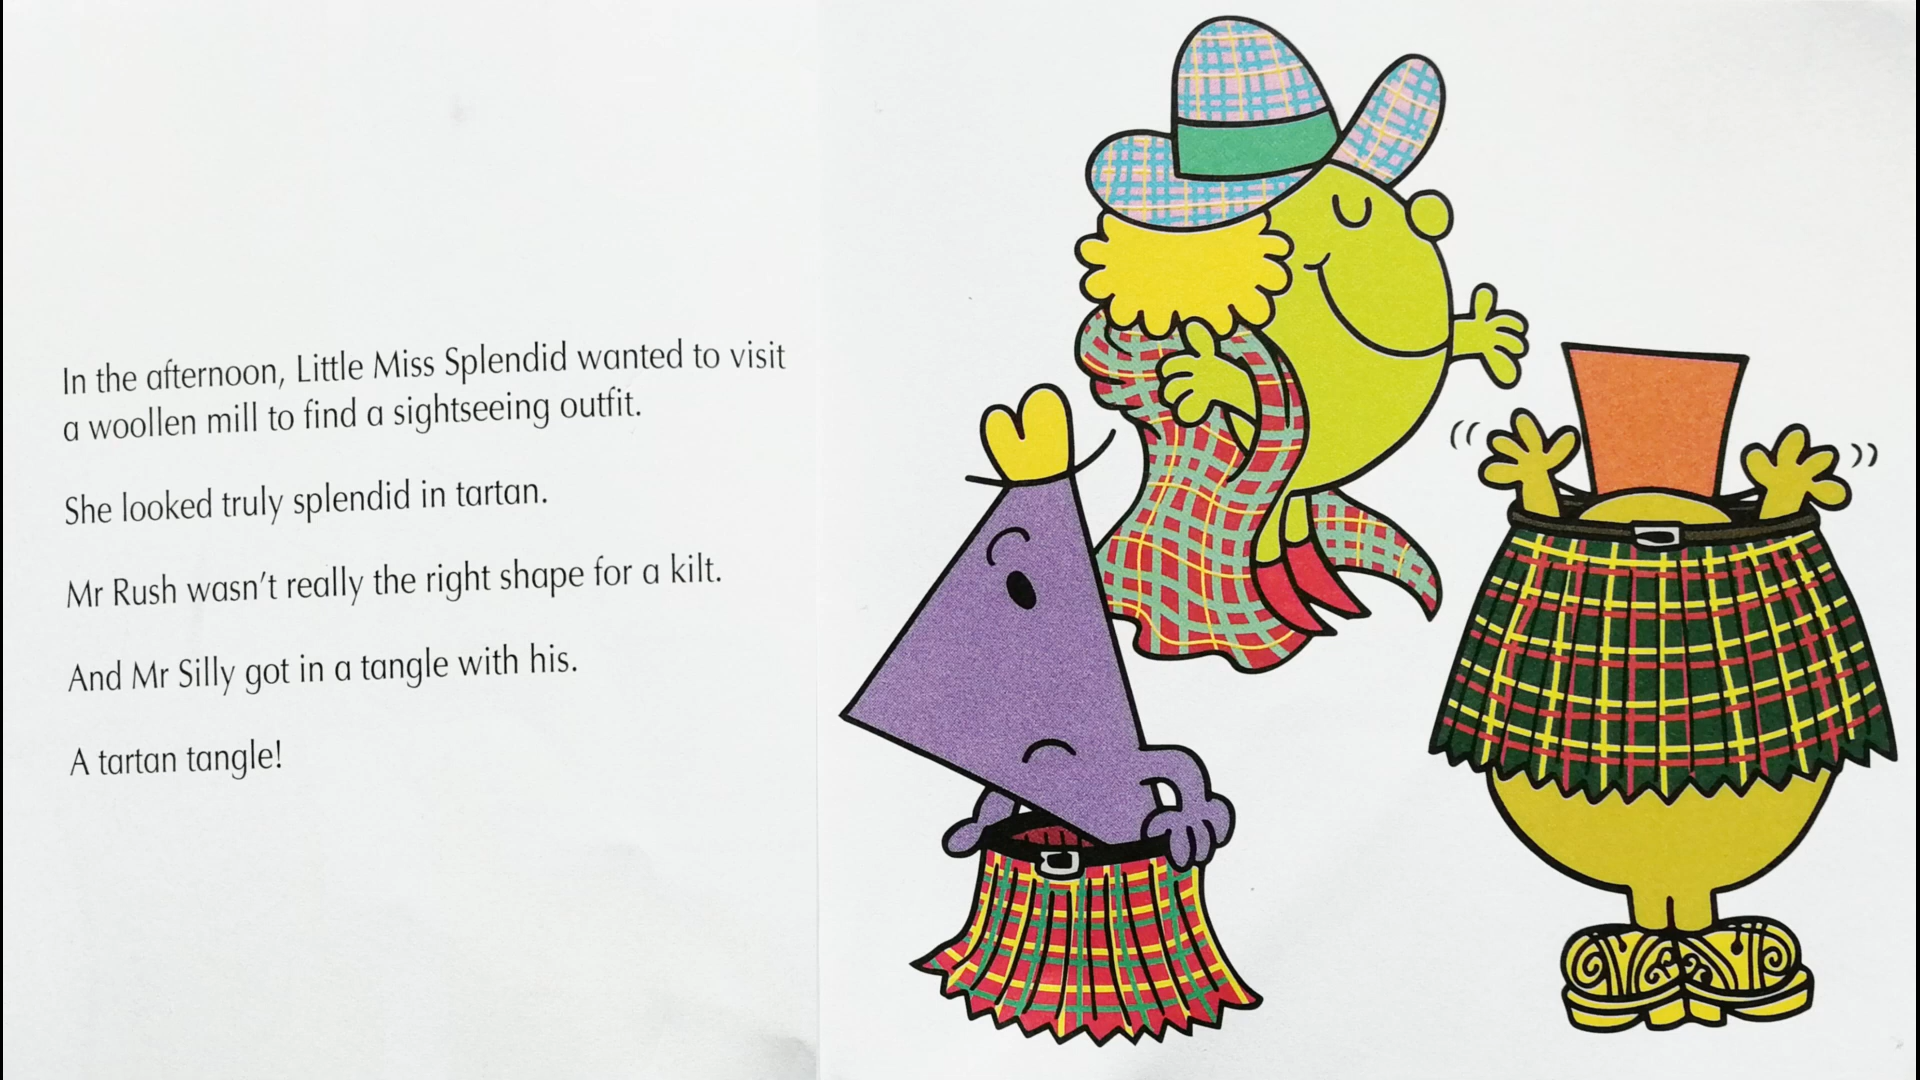 In the afternoon, Little Miss Splendid wanted to visit
a woollen mill to find a sightseeing outfit.
She looked truly splendid in tartan.
Mr Rush wasn't really the right shape for a kilt.
And Mr Silly got in a tangle with his.
A tartan tangle!